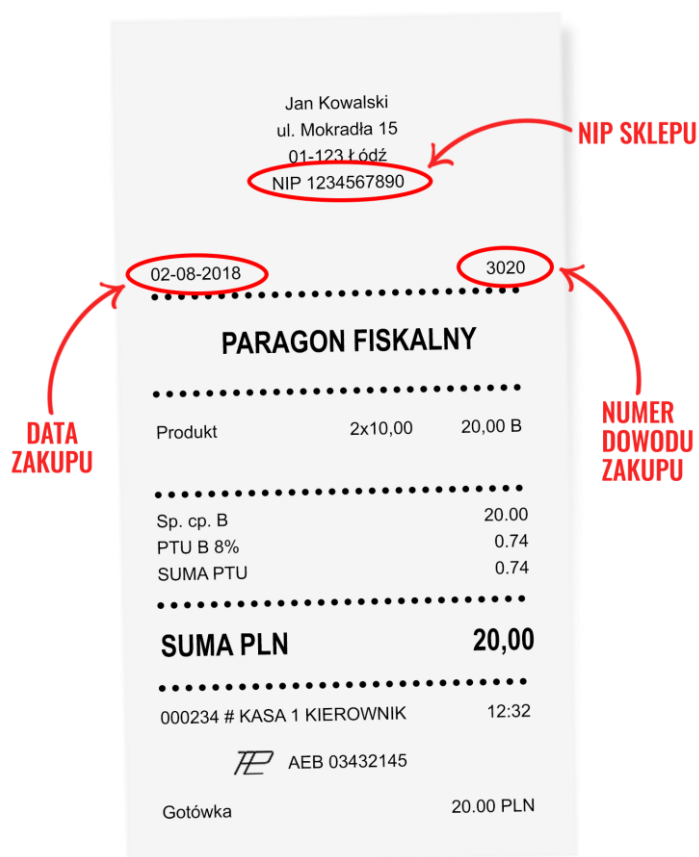 Jan Kowalski
ul. Mokradła 15
01-123 Łódź
NIP 1234567890
NIP SKLEPU
02-08-2018 3020
PARAGON FISKALNY
Produkt 2x10,00 20,00 B
DATA
ZAKUPU
NUMER
DOWODU
ZAKUPU
Sp. cp. B 20.00
PTU B 8% 0.74
SUMA PTU 0.74
SUMA PLN 20,00
000234 # KASA 1 KIEROWNIK 12:32
AEB 03432145
Gotówka 20.00 PLN